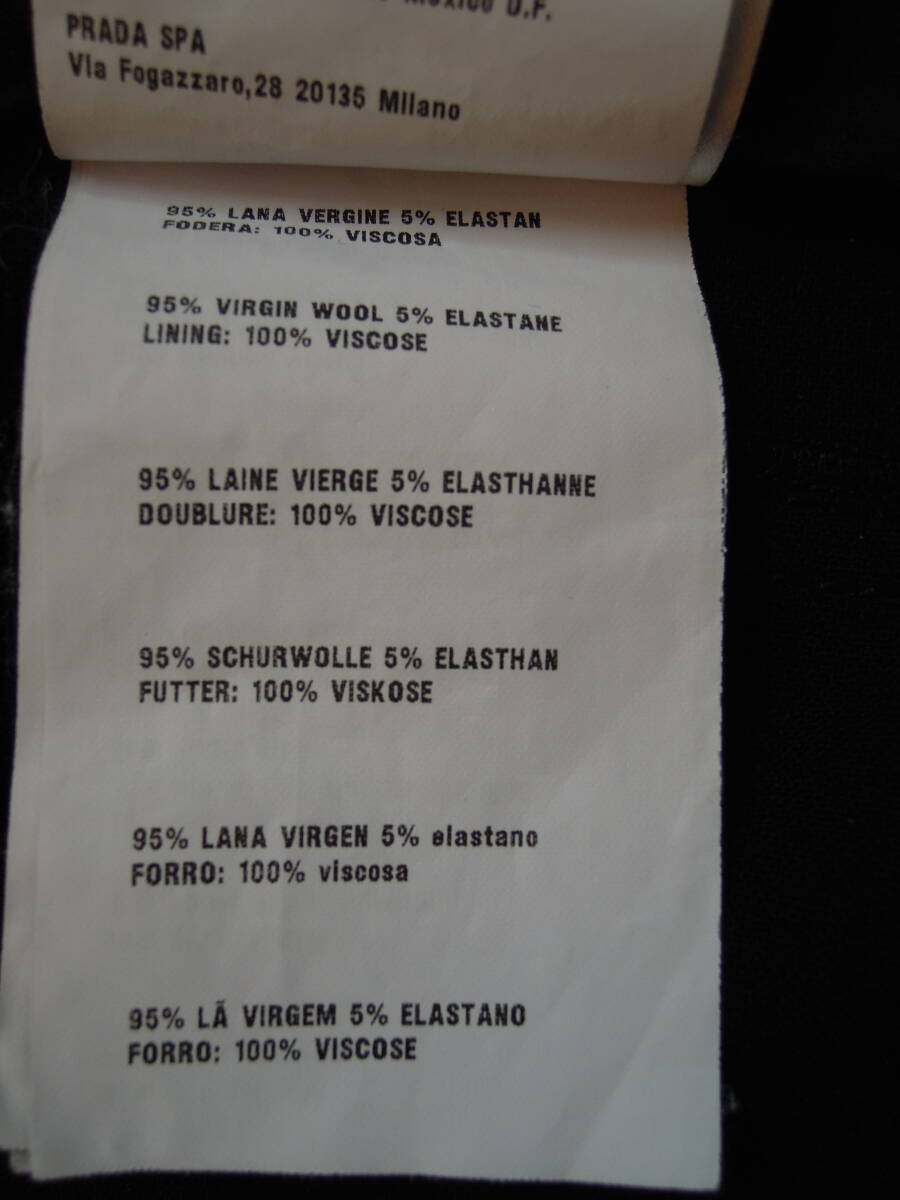 Mexico D.F.
PRADA SPA
Via Fogazzaro,28 20135 Milano
95% LANA VERGINE 5% ELASTAN
FODERA: 100% VISCOSA
95% VIRGIN WOOL 5% ELASTANE
LINING: 100% VISCOSE
95% LAINE VIERGE 5% ELASTHANNE
DOUBLURE: 100% VISCOSE
95% SCHURWOLLE 5% ELASTHAN
FUTTER: 100% VISKOSE
95% LANA VIRGEN 5% elastano
FORRO: 100% viscosa
95% LÃ VIRGEM 5% ELASTANO
FORRO: 100% VISCOSE